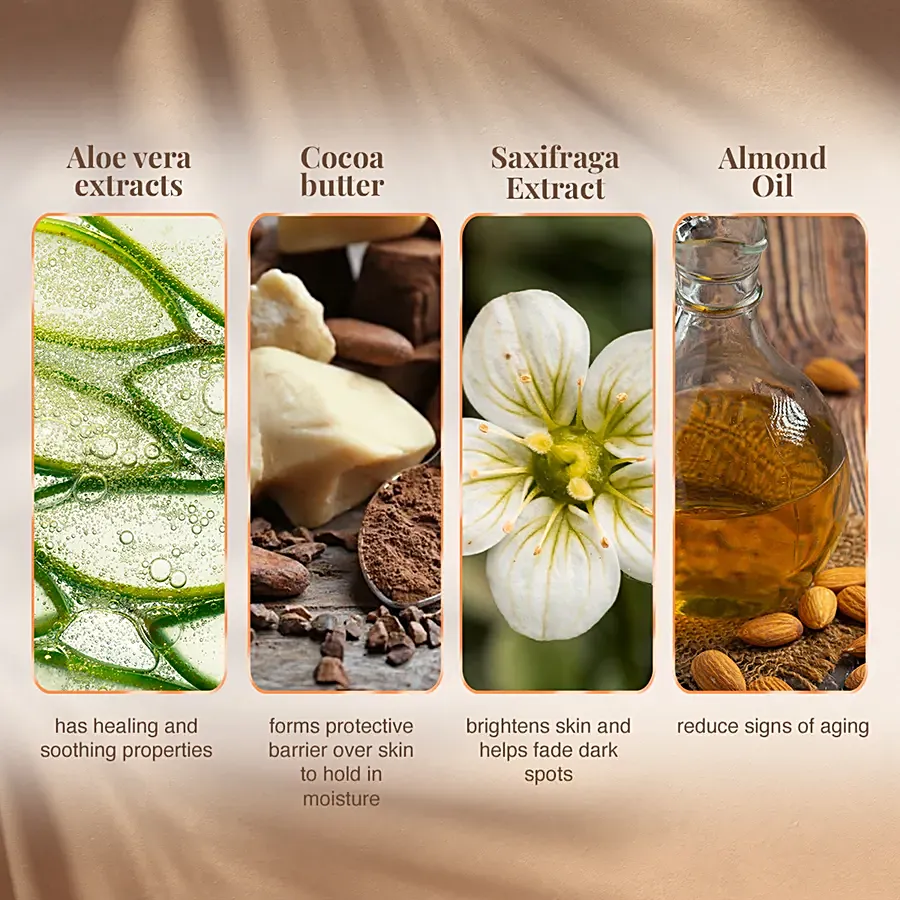 Aloe vera
extracts
Cocoa
butter
Saxifraga
Extract
Almond
Oil
has healing and
soothing properties
forms protective
barrier over skin
to hold in
moisture
brightens skin and
helps fade dark
spots
reduce signs of aging